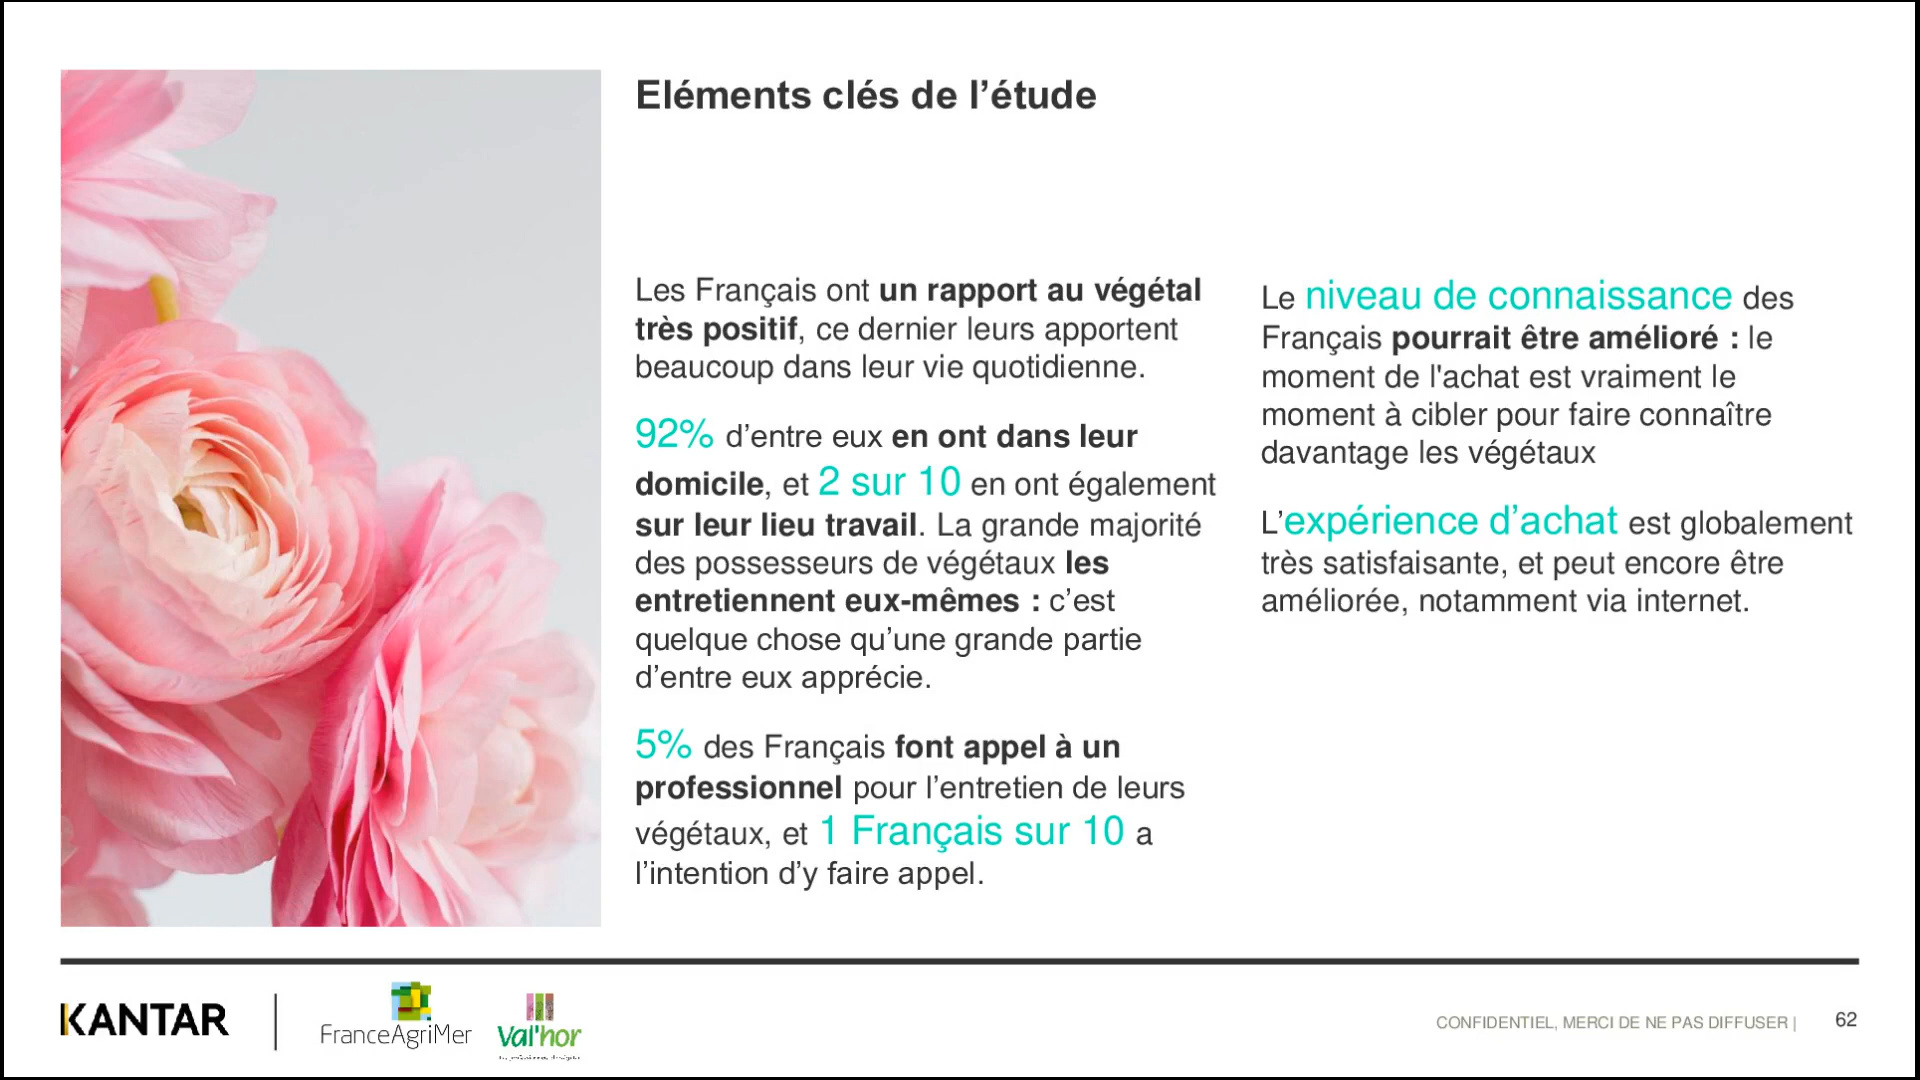 Eléments clés de l’étude
Les Français ont un rapport au végétal
très positif, ce dernier leurs apportent
beaucoup dans leur vie quotidienne.
92% d’entre eux en ont dans leur
domicile, et 2 sur 10 en ont également
sur leur lieu travail. La grande majorité
des possesseurs de végétaux les
entretiennent eux-mêmes : c’est
quelque chose qu’une grande partie
d’entre eux apprécie.
5% des Français font appel à un
professionnel pour l’entretien de leurs
végétaux, et 1 Français sur 10 a
l’intention d’y faire appel.
Le niveau de connaissance des
Français pourrait être amélioré : le
moment de l'achat est vraiment le
moment à cibler pour faire connaître
davantage les végétaux
L’expérience d’achat est globalement
très satisfaisante, et peut encore être
améliorée, notamment via internet.
KANTAR
FranceAgriMer
Val'hor
CONFIDENTIEL, MERCI DE NE PAS DIFFUSER |
62